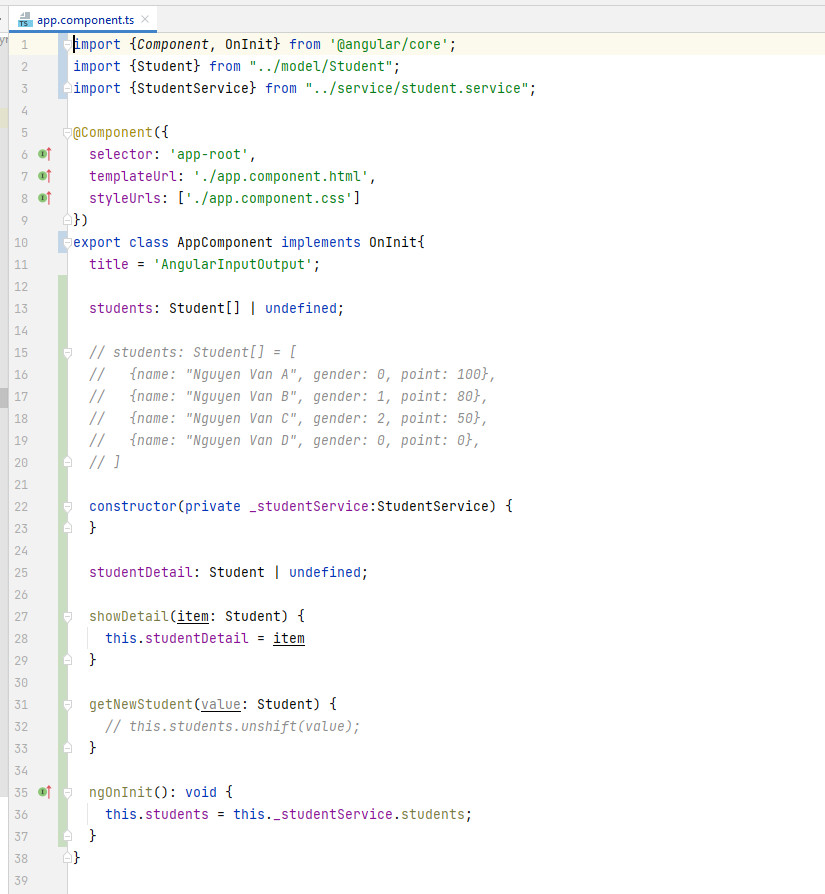 app.component.ts
1 import {Component, OnInit} from '@angular/core';
2 import {Student} from "../model/Student";
3 import {StudentService} from "../service/student.service";
4
5 @Component({
6   selector: 'app-root',
7   templateUrl: './app.component.html',
8   styleUrls: ['./app.component.css']
9 })
10 export class AppComponent implements OnInit{
11   title = 'AngularInputOutput';
12
13   students: Student[] | undefined;
14
15   // students: Student[] = [
16   //   {name: "Nguyen Van A", gender: 0, point: 100},
17   //   {name: "Nguyen Van B", gender: 1, point: 80},
18   //   {name: "Nguyen Van C", gender: 2, point: 50},
19   //   {name: "Nguyen Van D", gender: 0, point: 0},
20   // ]
21
22   constructor(private _studentService:StudentService) {
23   }
24
25   studentDetail: Student | undefined;
26
27   showDetail(item: Student) {
28     this.studentDetail = item
29   }
30
31   getNewStudent(value: Student) {
32     // this.students.unshift(value);
33   }
34
35   ngOnInit(): void {
36     this.students = this._studentService.students;
37   }
38 }
39